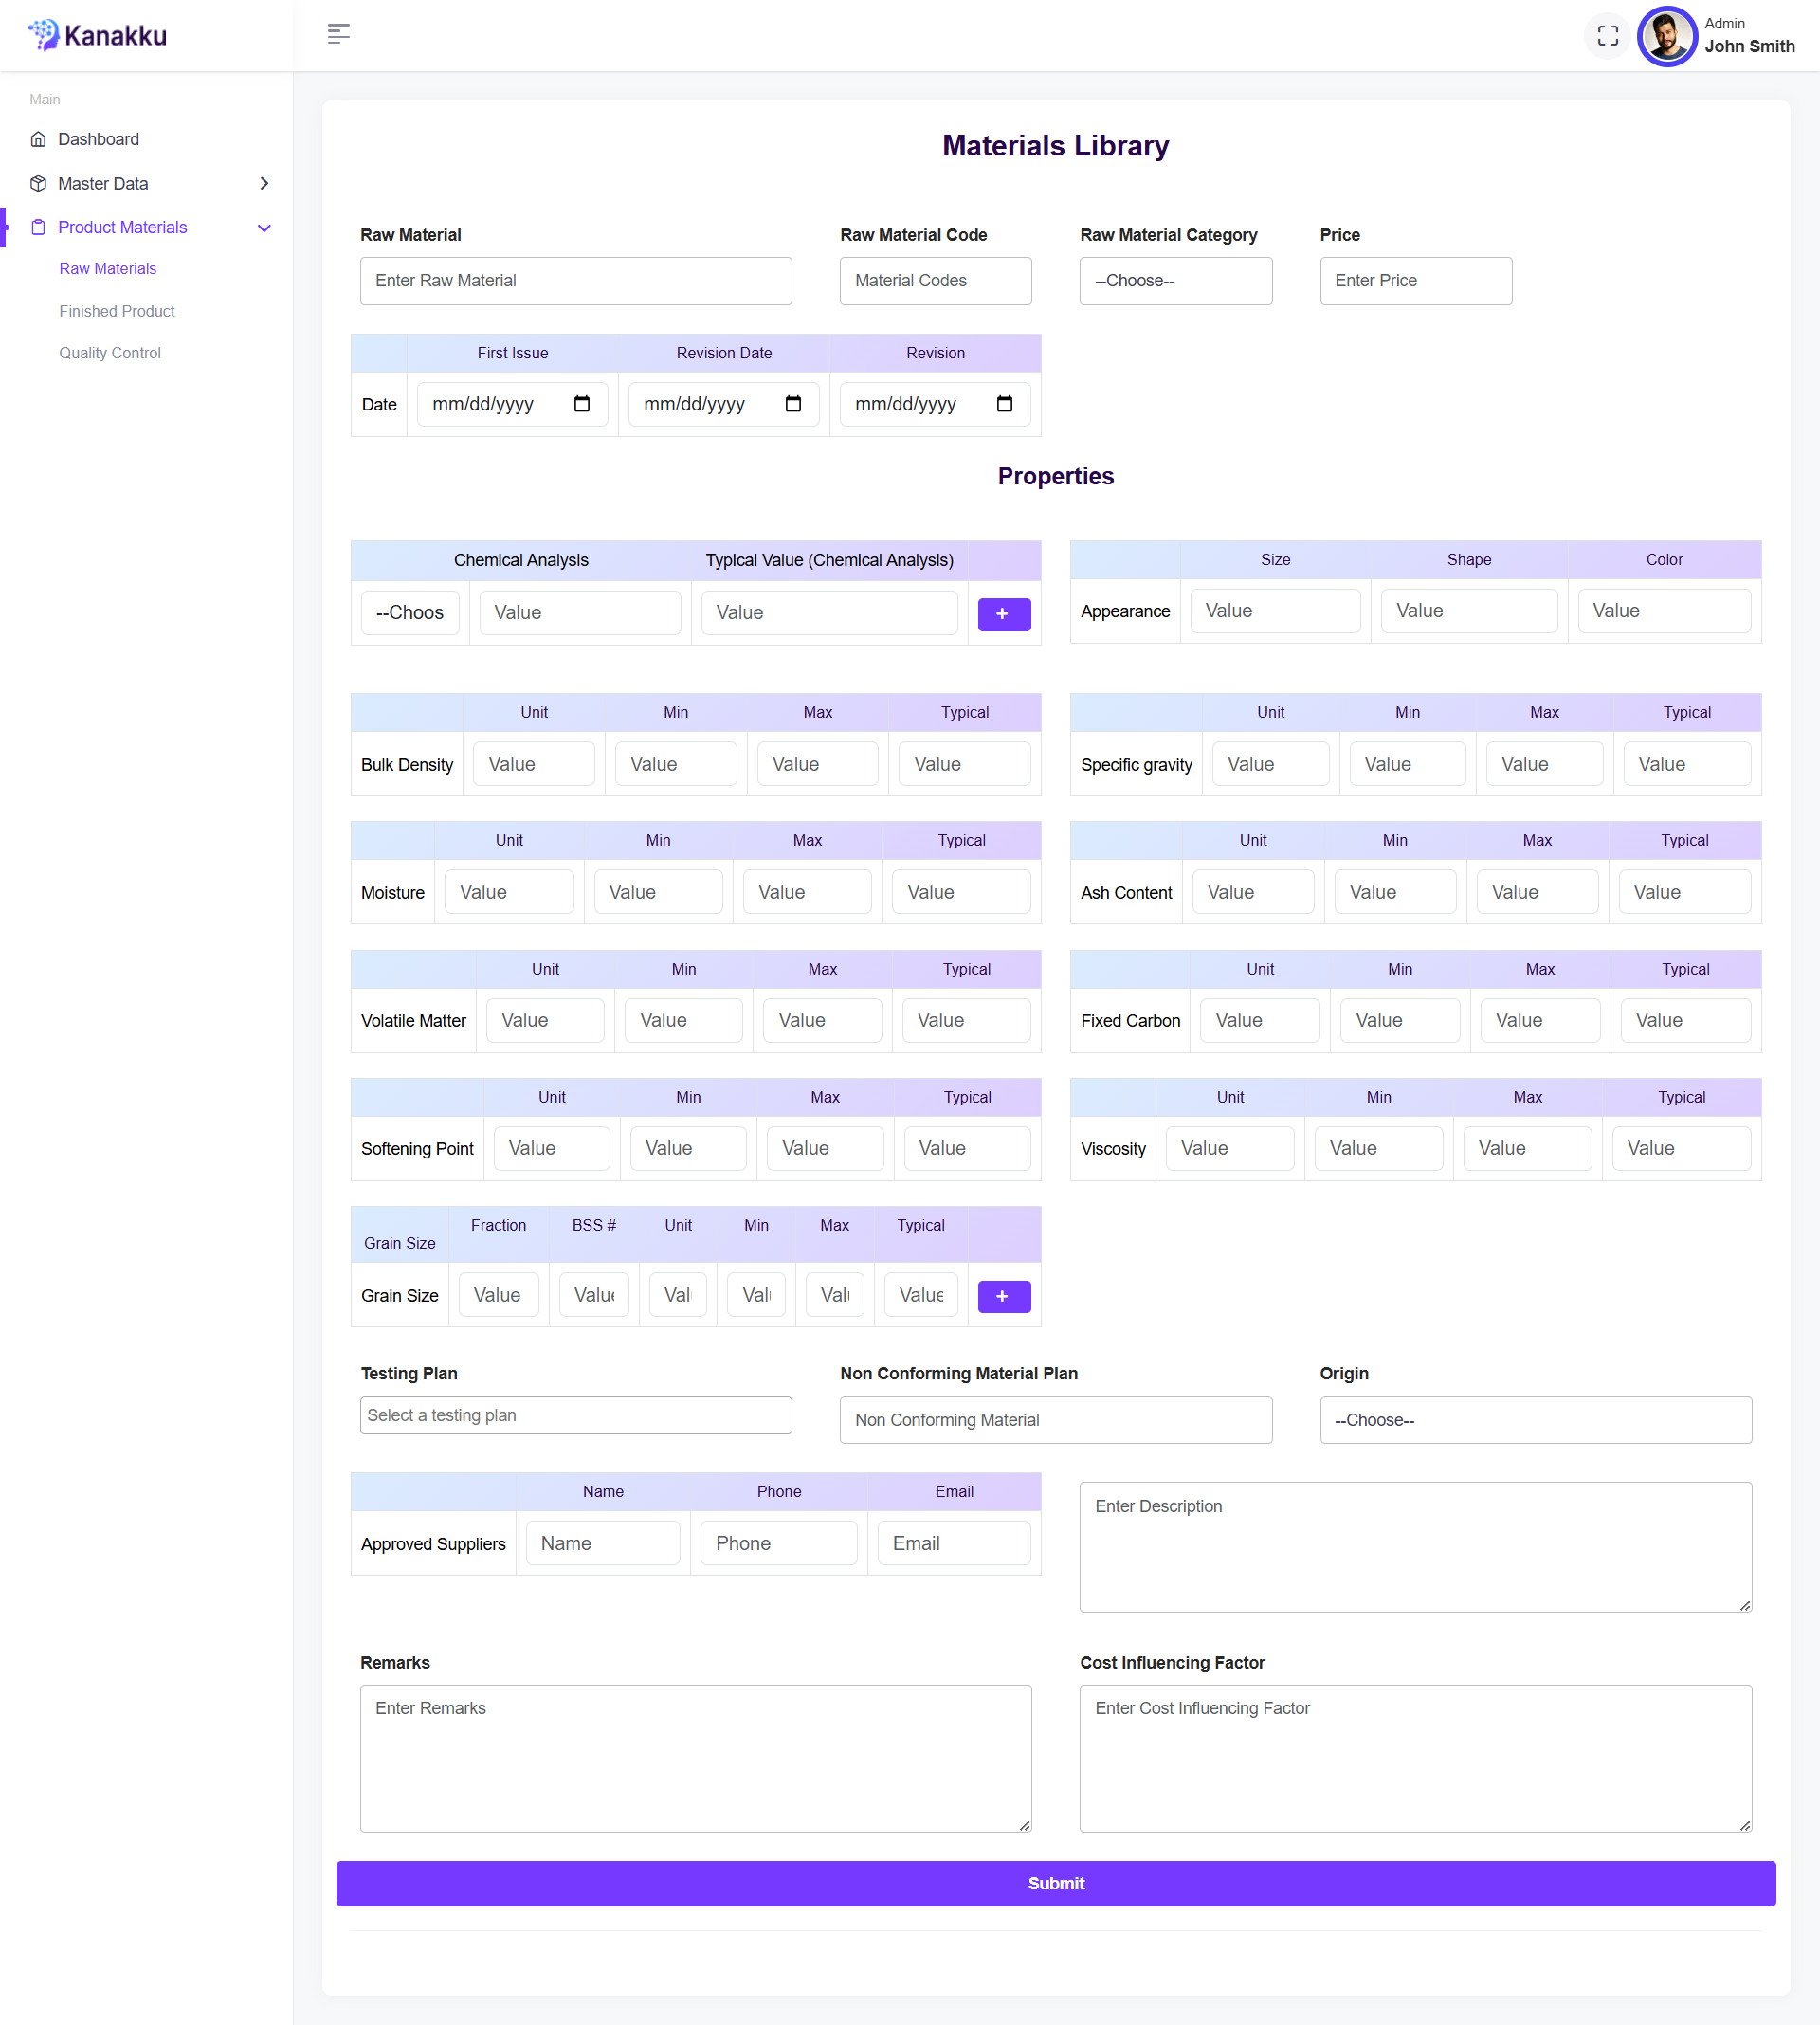 Kanakku
Admin
John Smith
Main
Dashboard
Master Data
Product Materials
Raw Materials
Finished Product
Quality Control
Materials Library
Raw Material
Raw Material Code
Raw Material Category
Price
Enter Raw Material
Material Codes
--Choose--
Enter Price
First Issue
Revision Date
Revision
Date
mm/dd/yyyy
mm/dd/yyyy
mm/dd/yyyy
Properties
Chemical Analysis
Typical Value (Chemical Analysis)
--Choos
Value
Value
+
Size
Shape
Color
Appearance
Value
Value
Value
Unit
Min
Max
Typical
Bulk Density
Value
Value
Value
Value
Unit
Min
Max
Typical
Specific gravity
Value
Value
Value
Value
Unit
Min
Max
Typical
Moisture
Value
Value
Value
Value
Unit
Min
Max
Typical
Ash Content
Value
Value
Value
Value
Unit
Min
Max
Typical
Volatile Matter
Value
Value
Value
Value
Unit
Min
Max
Typical
Fixed Carbon
Value
Value
Value
Value
Unit
Min
Max
Typical
Softening Point
Value
Value
Value
Value
Unit
Min
Max
Typical
Viscosity
Value
Value
Value
Value
Grain Size
Fraction
BSS #
Unit
Min
Max
Typical
Grain Size
Value
Value
Valu
Valu
Valu
Value
+
Testing Plan
Non Conforming Material Plan
Origin
Select a testing plan
Non Conforming Material
--Choose--
Name
Phone
Email
Approved Suppliers
Name
Phone
Email
Enter Description
Remarks
Cost Influencing Factor
Enter Remarks
Enter Cost Influencing Factor
Submit